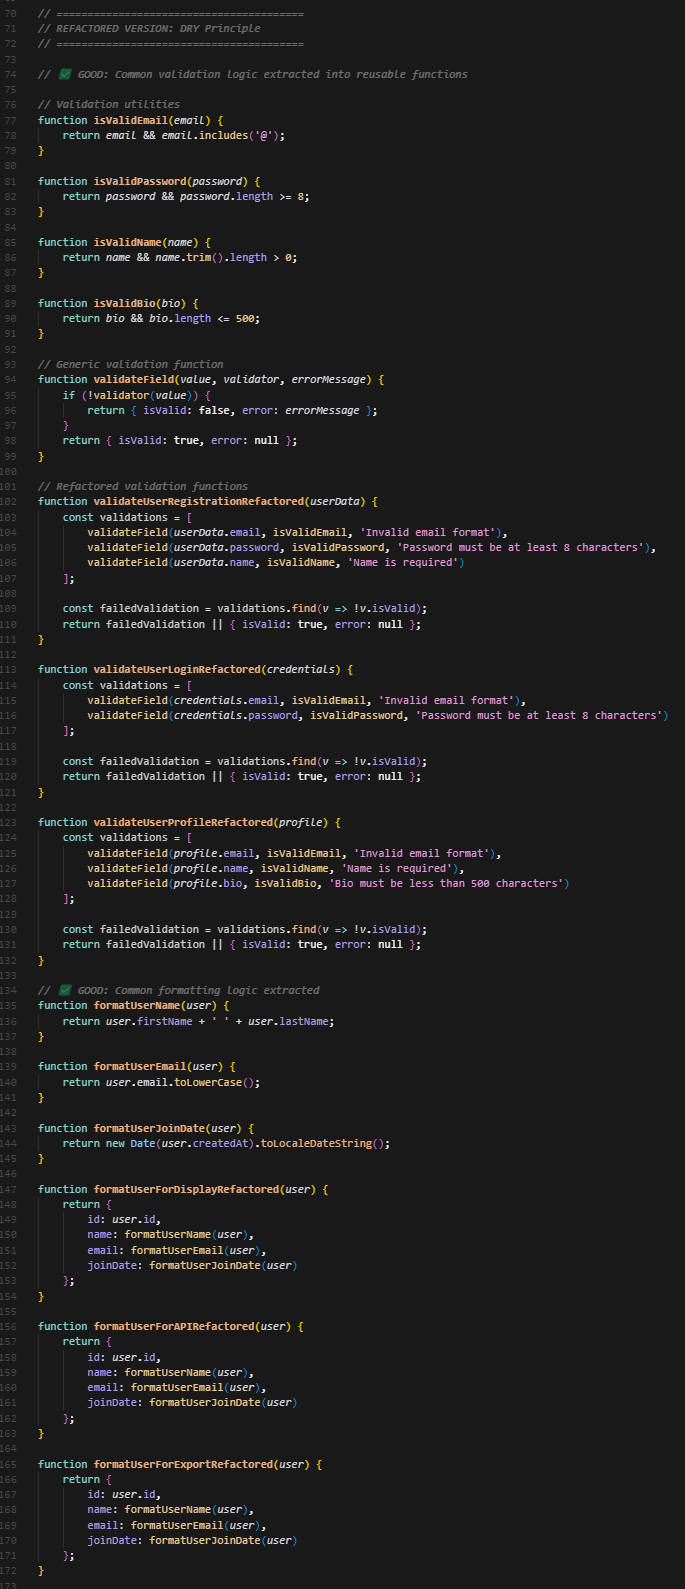 70 // ========================================
71 // REFACTORED VERSION: DRY Principle
72 // ========================================
73
74 // ✅ GOOD: Common validation logic extracted into reusable functions
75
76 // Validation utilities
77 function isValidEmail(email) {
78     return email && email.includes('@');
79 }
80
81 function isValidPassword(password) {
82     return password && password.length >= 8;
83 }
84
85 function isValidName(name) {
86     return name && name.trim().length > 0;
87 }
88
89 function isValidBio(bio) {
90     return bio && bio.length <= 500;
91 }
92
93 // Generic validation function
94 function validateField(value, validator, errorMessage) {
95     if (!validator(value)) {
96         return { isValid: false, error: errorMessage };
97     }
98     return { isValid: true, error: null };
99 }
100
101 // Refactored validation functions
102 function validateUserRegistrationRefactored(userData) {
103     const validations = [
104         validateField(userData.email, isValidEmail, 'Invalid email format'),
105         validateField(userData.password, isValidPassword, 'Password must be at least 8 characters'),
106         validateField(userData.name, isValidName, 'Name is required')
107     ];
108
109     const failedValidation = validations.find(v => !v.isValid);
110     return failedValidation || { isValid: true, error: null };
111 }
112
113 function validateUserLoginRefactored(credentials) {
114     const validations = [
115         validateField(credentials.email, isValidEmail, 'Invalid email format'),
116         validateField(credentials.password, isValidPassword, 'Password must be at least 8 characters')
117     ];
118
119     const failedValidation = validations.find(v => !v.isValid);
120     return failedValidation || { isValid: true, error: null };
121 }
122
123 function validateUserProfileRefactored(profile) {
124     const validations = [
125         validateField(profile.email, isValidEmail, 'Invalid email format'),
126         validateField(profile.name, isValidName, 'Name is required'),
127         validateField(profile.bio, isValidBio, 'Bio must be less than 500 characters')
128     ];
129
130     const failedValidation = validations.find(v => !v.isValid);
131     return failedValidation || { isValid: true, error: null };
132 }
133
134 // ✅ GOOD: Common formatting logic extracted
135 function formatUserName(user) {
136     return user.firstName + ' ' + user.lastName;
137 }
138
139 function formatUserEmail(user) {
140     return user.email.toLowerCase();
141 }
142
143 function formatUserJoinDate(user) {
144     return new Date(user.createdAt).toLocaleDateString();
145 }
146
147 function formatUserForDisplayRefactored(user) {
148     return {
149         id: user.id,
150         name: formatUserName(user),
151         email: formatUserEmail(user),
152         joinDate: formatUserJoinDate(user)
153     };
154 }
155
156 function formatUserForAPIRefactored(user) {
157     return {
158         id: user.id,
159         name: formatUserName(user),
160         email: formatUserEmail(user),
161         joinDate: formatUserJoinDate(user)
162     };
163 }
164
165 function formatUserForExportRefactored(user) {
166     return {
167         id: user.id,
168         name: formatUserName(user),
169         email: formatUserEmail(user),
170         joinDate: formatUserJoinDate(user)
171     };
172 }
173